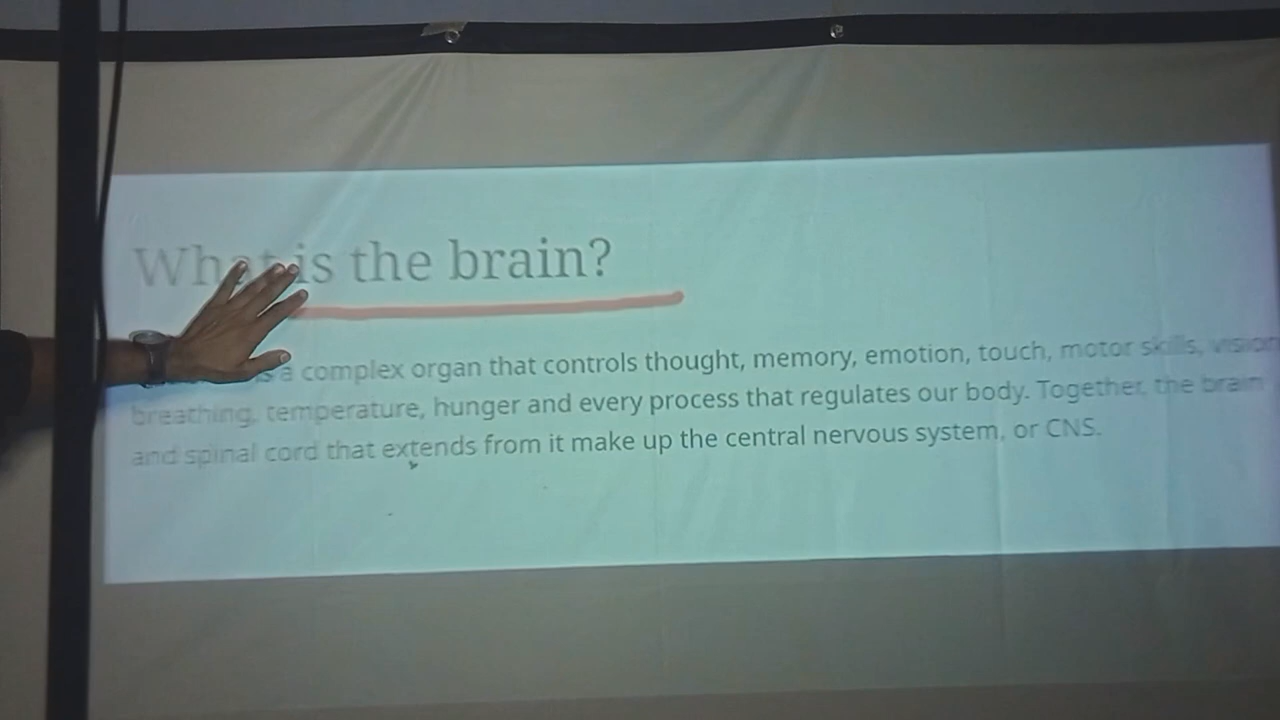 What is the brain?
is a complex organ that controls thought, memory, emotion, touch, motor skills, vision
breathing, temperature, hunger and every process that regulates our body. Together, the brain
and spinal cord that extends from it make up the central nervous system, or CNS.